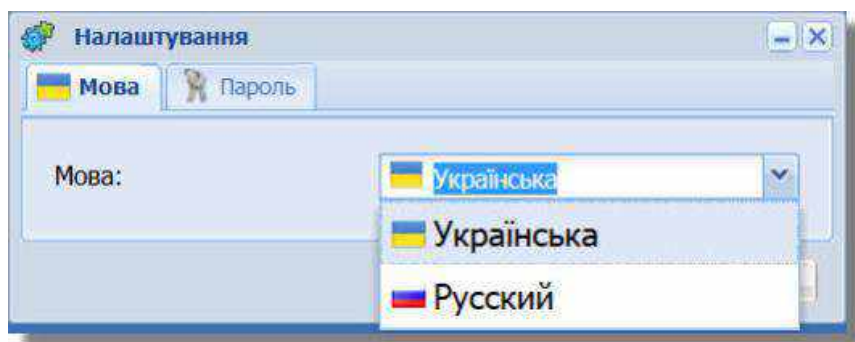 Налаштування
Мова Пароль
Мова: Українська
Українська
Русский